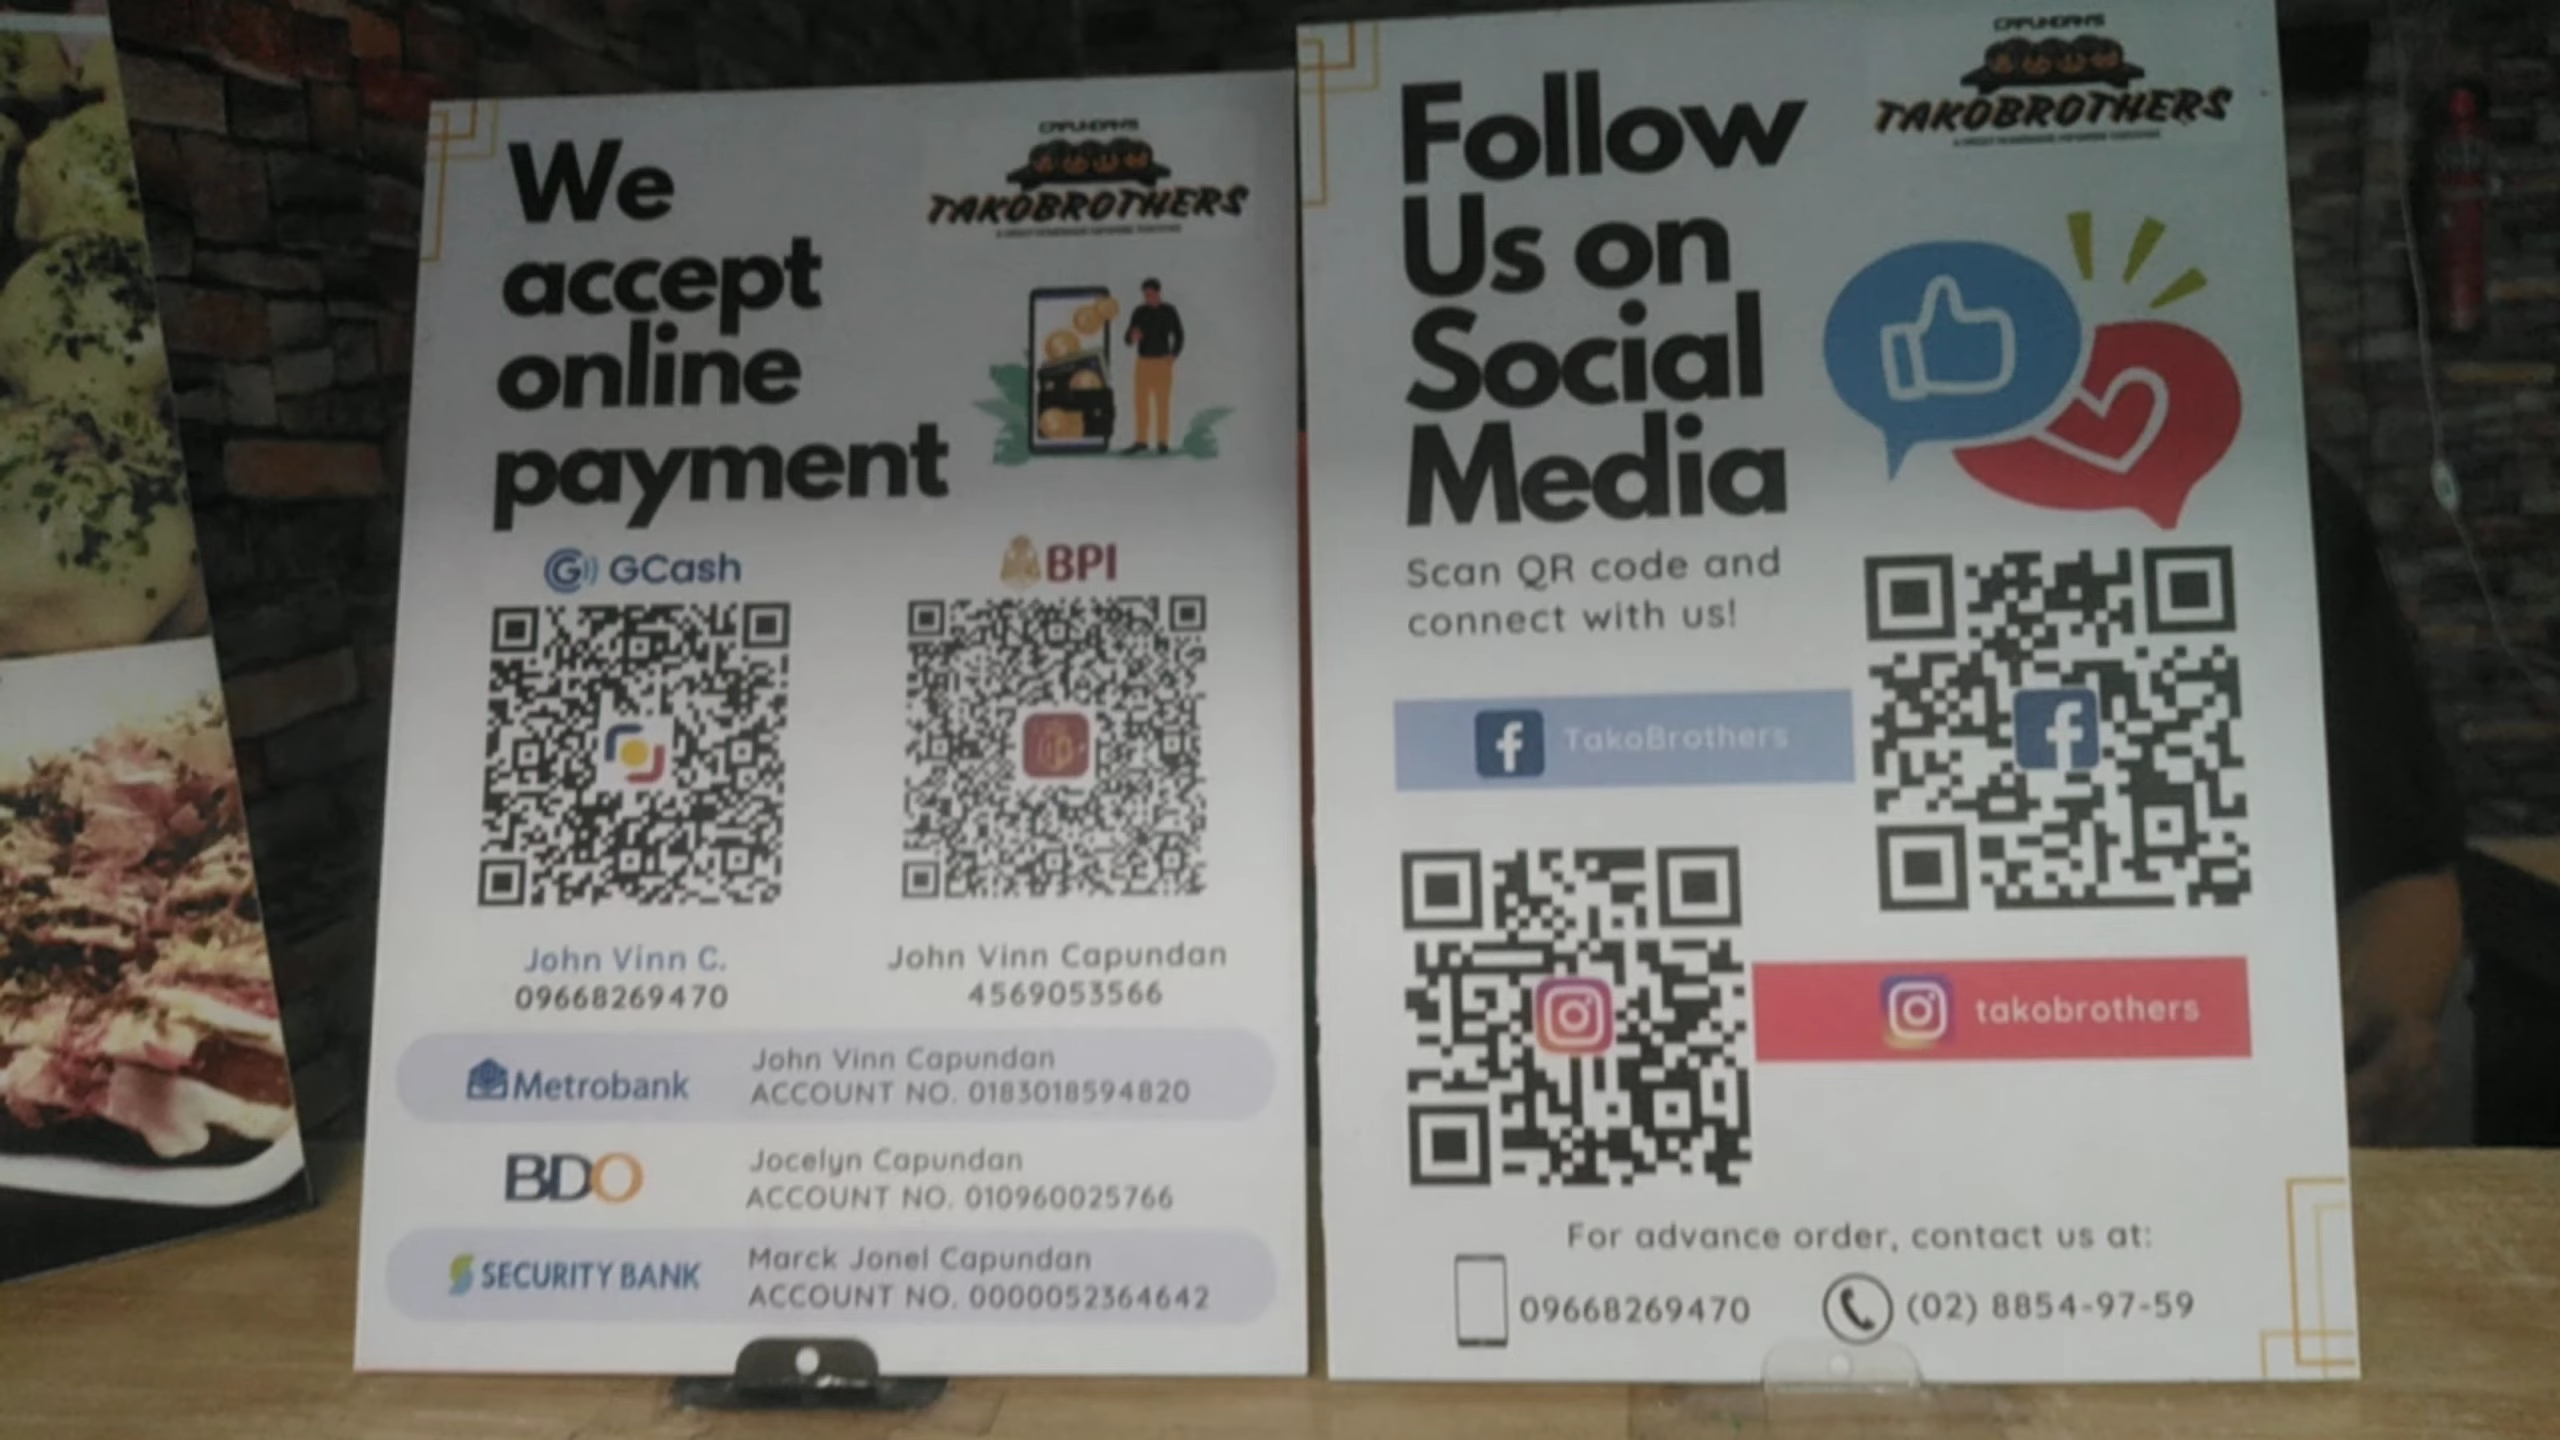 We
accept
online
payment
CAPUNDAN'S
TAKOBROTHERS
GCash
BPI
John Vinn C.
09668269470
John Vinn Capundan
4569053566
Metrobank
John Vinn Capundan
ACCOUNT NO. 0183018594820
BDO
Jocelyn Capundan
ACCOUNT NO. 010960025766
SECURITY BANK
Marck Jonel Capundan
ACCOUNT NO. 0000052364642
Follow
Us on
Social
Media
CAPUNDAN'S
TAKOBROTHERS
Scan QR code and
connect with us!
TakoBrothers
takobrothers
For advance order, contact us at:
09668269470
(02) 8854-97-59